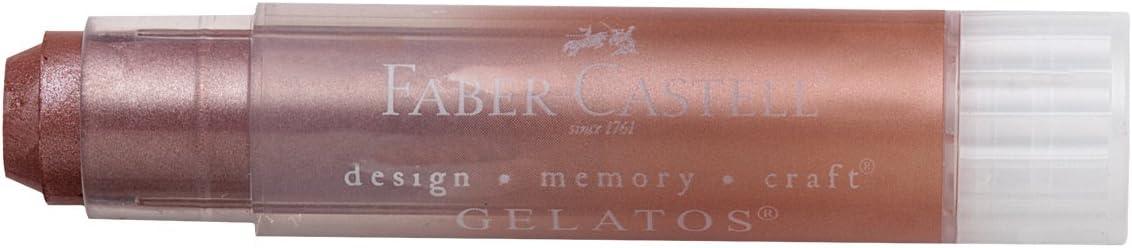 FABER-CASTELL
since 1761
design • memory • craft®
GELATOS®